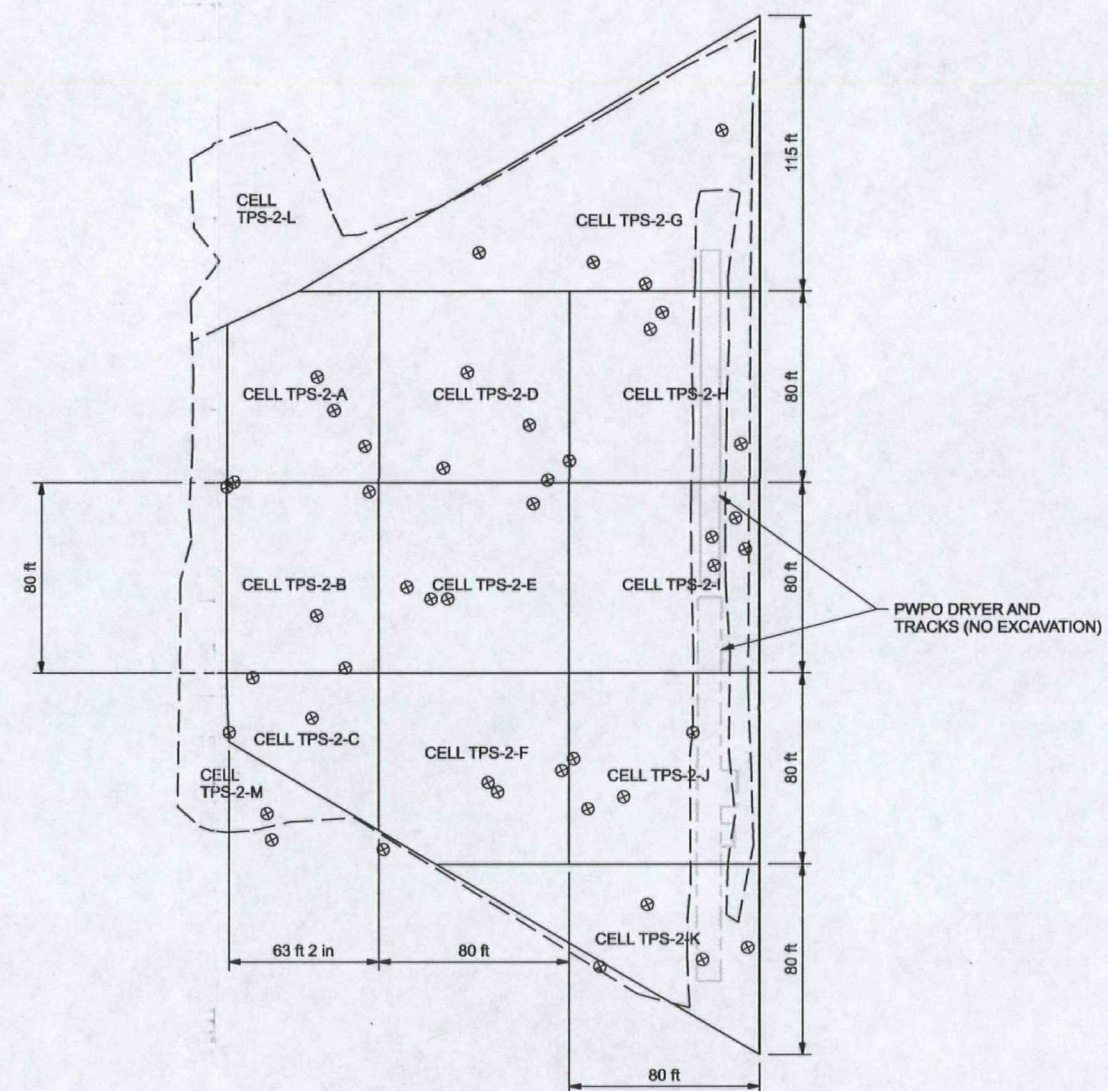 115 ft
CELL
TPS-2-L
CELL TPS-2-G
80 ft
CELL TPS-2-A
CELL TPS-2-D
CELL TPS-2-H
80 ft
80 ft
CELL TPS-2-B
CELL TPS-2-E
CELL TPS-2-I
PWPO DRYER AND
TRACKS (NO EXCAVATION)
80 ft
CELL TPS-2-C
CELL TPS-2-F
CELL TPS-2-J
CELL
TPS-2-M
80 ft
CELL TPS-2-K
63 ft 2 in
80 ft
80 ft